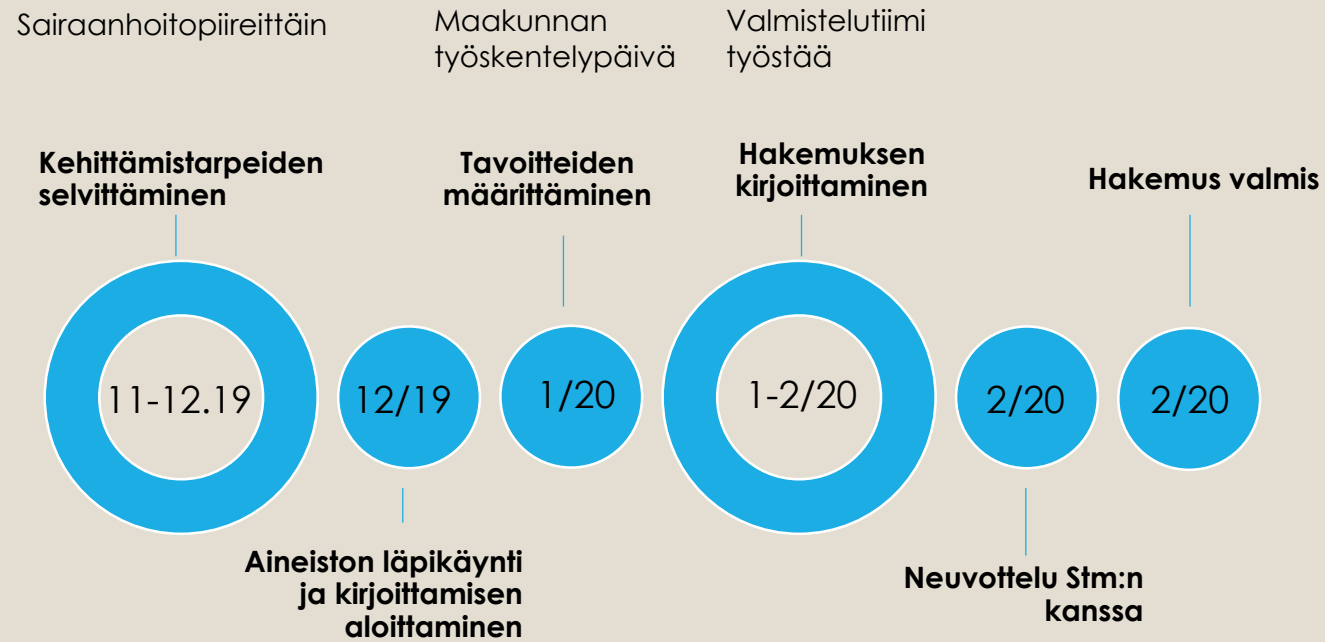 Sairaanhoitopiireittäin
Maakunnan
työskentelypäivä
Valmistelutiimi
työstää
Kehittämistarpeiden
selvittäminen
Tavoitteiden
määrittäminen
Hakemuksen
kirjoittaminen
Hakemus valmis
11-12.19
12/19
1/20
1-2/20
2/20
2/20
Aineiston läpikäynti
ja kirjoittamisen
aloittaminen
Neuvottelu Stm:n
kanssa